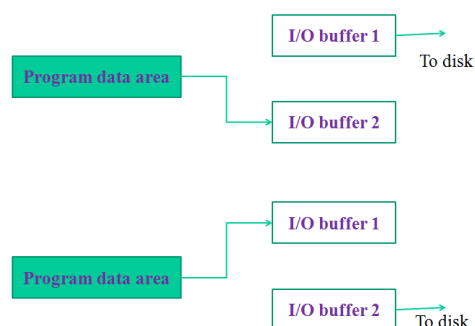 I/O buffer 1
To disk
Program data area
I/O buffer 2
I/O buffer 1
Program data area
I/O buffer 2
To disk